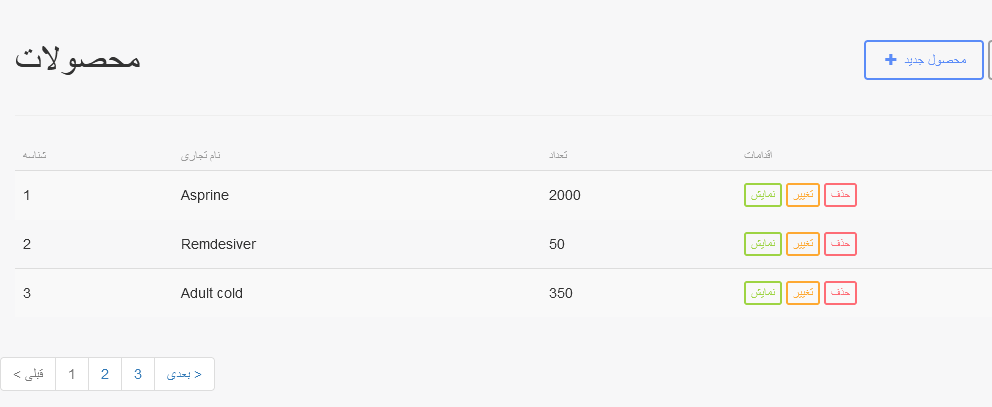 محصولات
محصول جدید
شناسه نام تجاری تعداد اقدامات
1 Asprine 2000 نمایش تغییر حذف
2 Remdesiver 50 نمایش تغییر حذف
3 Adult cold 350 نمایش تغییر حذف
< قبلی 1 2 3 بعدی >